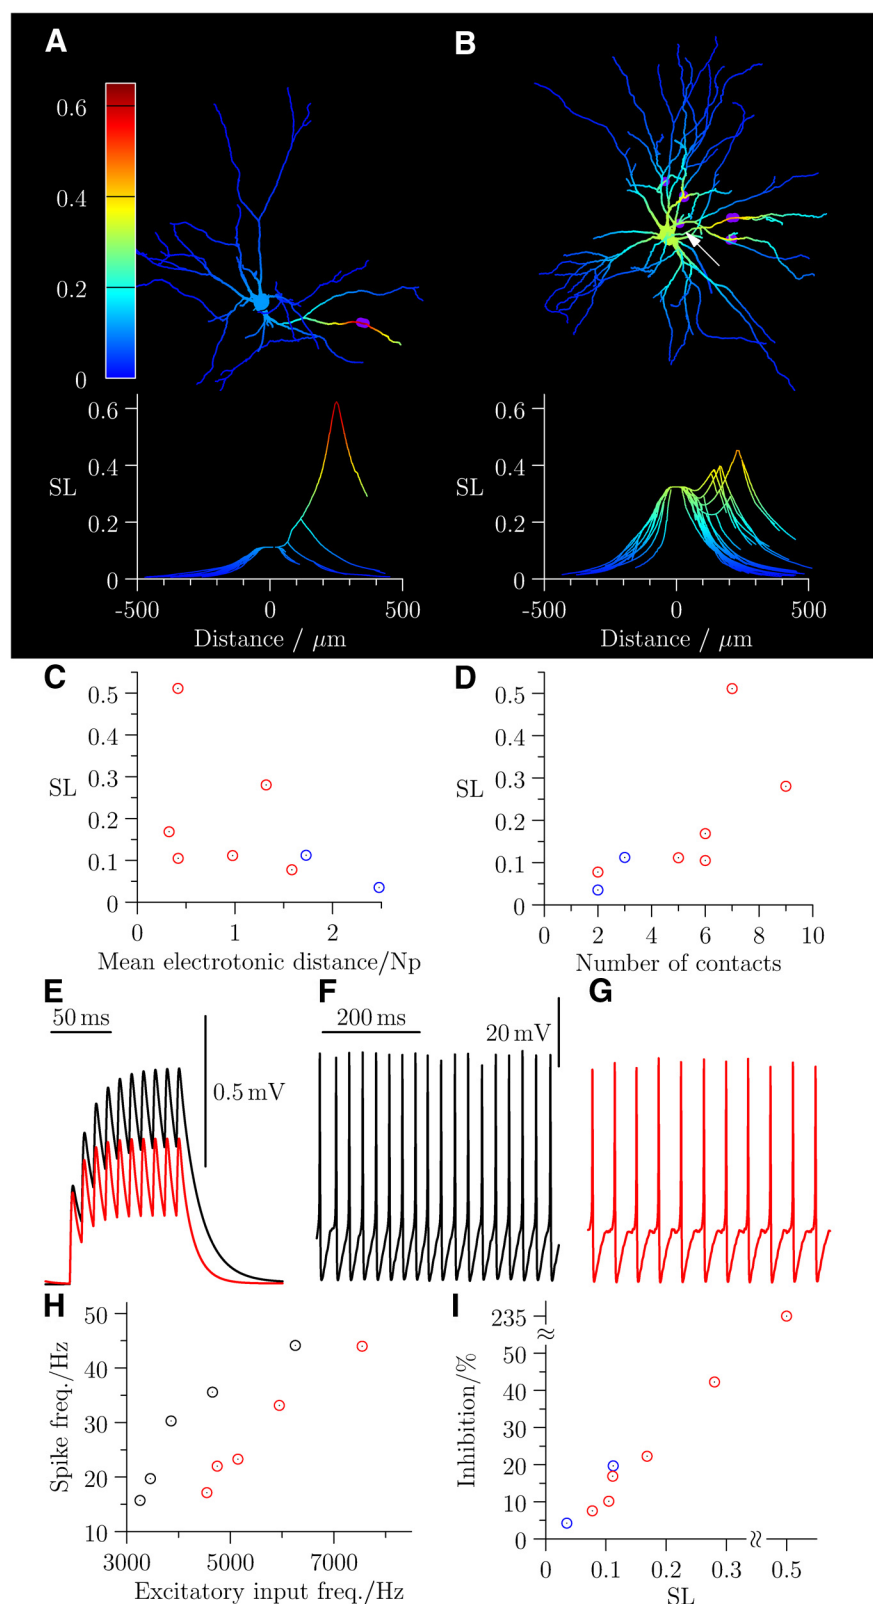 A
B
0.6
0.4
0.2
0
0.6
0.4
SL
0.2
0
-500
0
500
Distance / μm
0.6
0.4
SL
0.2
0
-500
0
500
Distance / μm
C
0.5
0.4
0.3
SL
0.2
0.1
0
0
1
2
Mean electrotonic distance/Np
D
0.5
0.4
0.3
SL
0.2
0.1
0
0
2
4
6
8
10
Number of contacts
E
50 ms
0.5 mV
F
200 ms
20 mV
G
H
50
40
30
20
10
Spike freq./Hz
3000
5000
7000
Excitatory input freq./Hz
I
235
50
40
30
20
10
0
Inhibition/%
0
0.1
0.2
0.3
0.5
SL